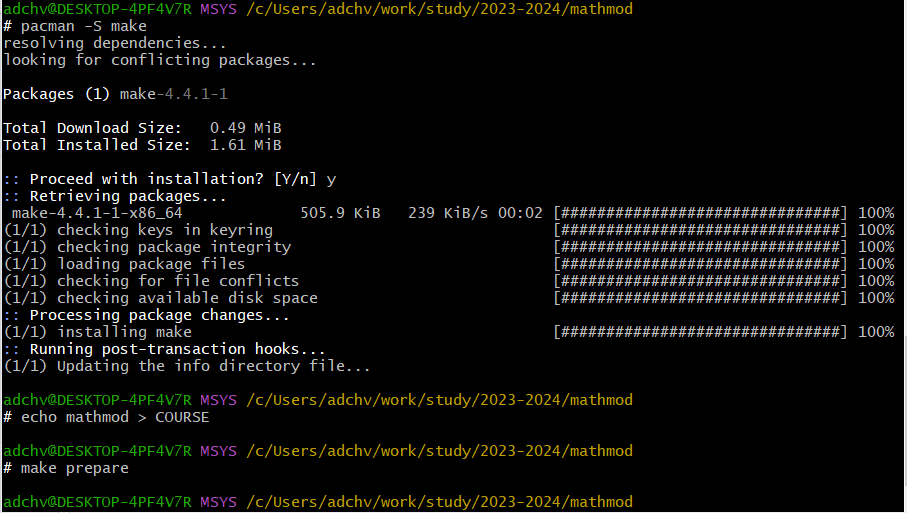 adchv@DESKTOP-4PF4V7R MSYS /c/Users/adchv/work/study/2023-2024/mathmod
# pacman -S make
resolving dependencies...
looking for conflicting packages...
Packages (1) make-4.4.1-1
Total Download Size:   0.49 MiB
Total Installed Size:  1.61 MiB
:: Proceed with installation? [Y/n] y
:: Retrieving packages...
 make-4.4.1-1-x86_64             505.9 KiB   239 KiB/s 00:02 [###############################] 100%
(1/1) checking keys in keyring                               [###############################] 100%
(1/1) checking package integrity                             [###############################] 100%
(1/1) loading package files                                  [###############################] 100%
(1/1) checking for file conflicts                            [###############################] 100%
(1/1) checking available disk space                          [###############################] 100%
:: Processing package changes...
(1/1) installing make                                        [###############################] 100%
:: Running post-transaction hooks...
(1/1) Updating the info directory file...
adchv@DESKTOP-4PF4V7R MSYS /c/Users/adchv/work/study/2023-2024/mathmod
# echo mathmod > COURSE
adchv@DESKTOP-4PF4V7R MSYS /c/Users/adchv/work/study/2023-2024/mathmod
# make prepare
adchv@DESKTOP-4PF4V7R MSYS /c/Users/adchv/work/study/2023-2024/mathmod